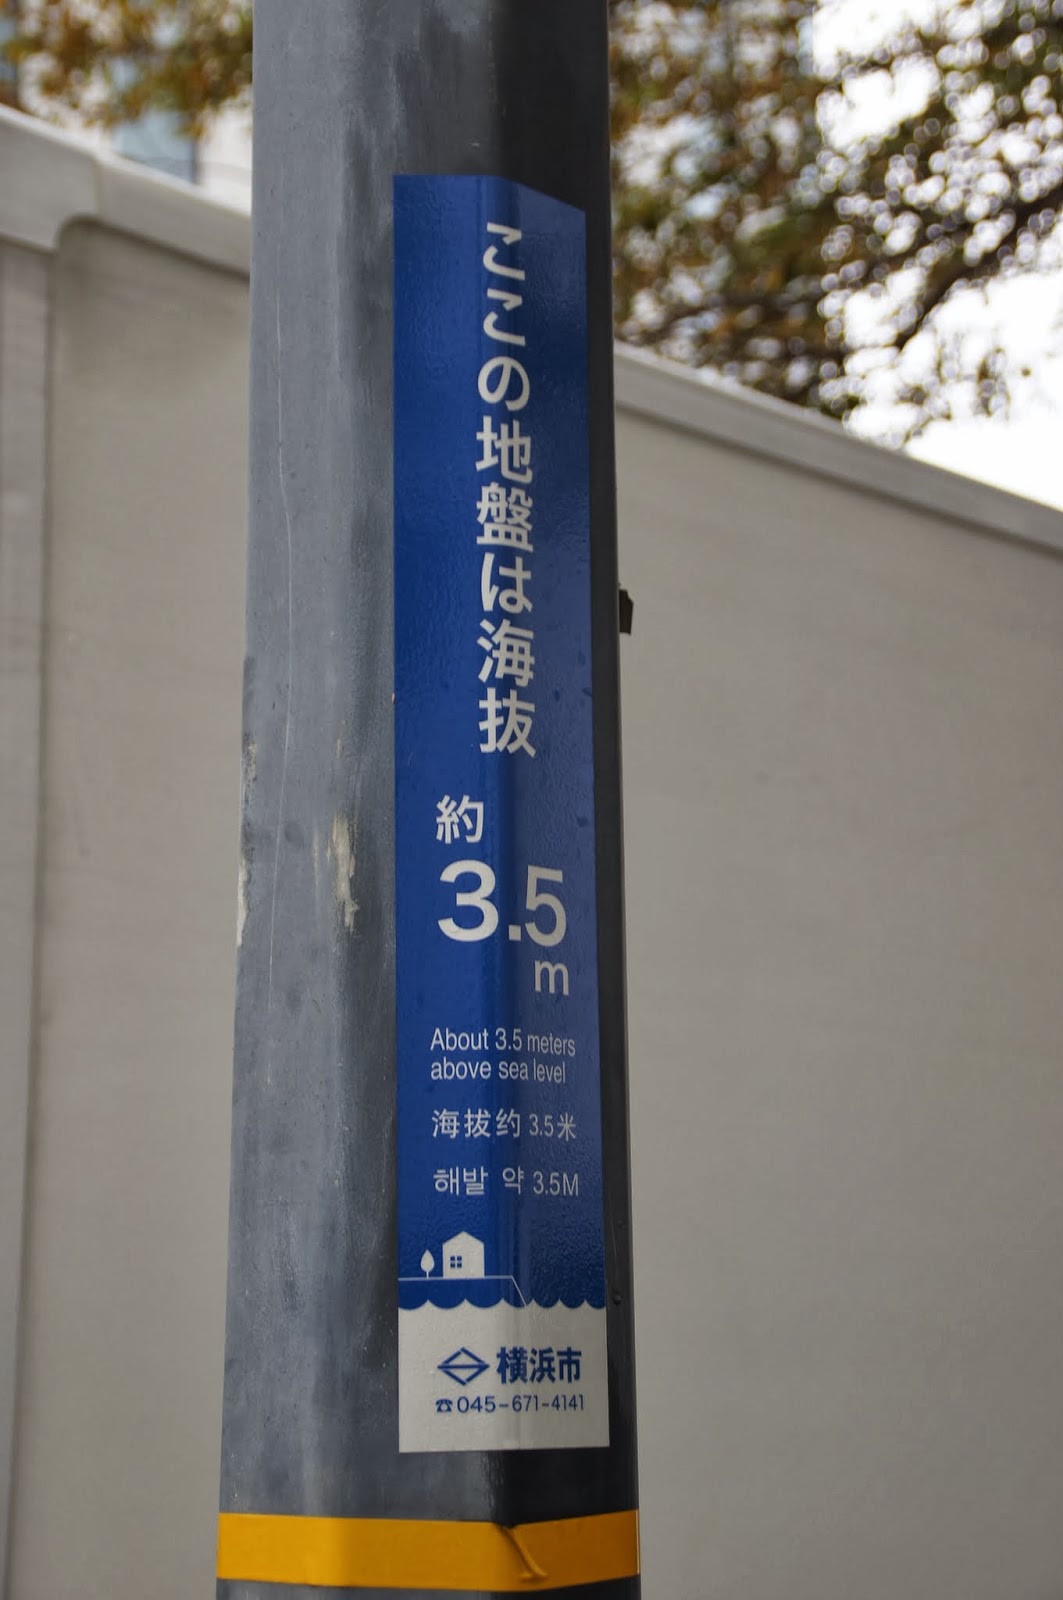 ここの地盤は海抜
約
3.5
m
About 3.5 meters
above sea level
海拔约 3.5米
해발 약 3.5M
横浜市
☎045-671-4141